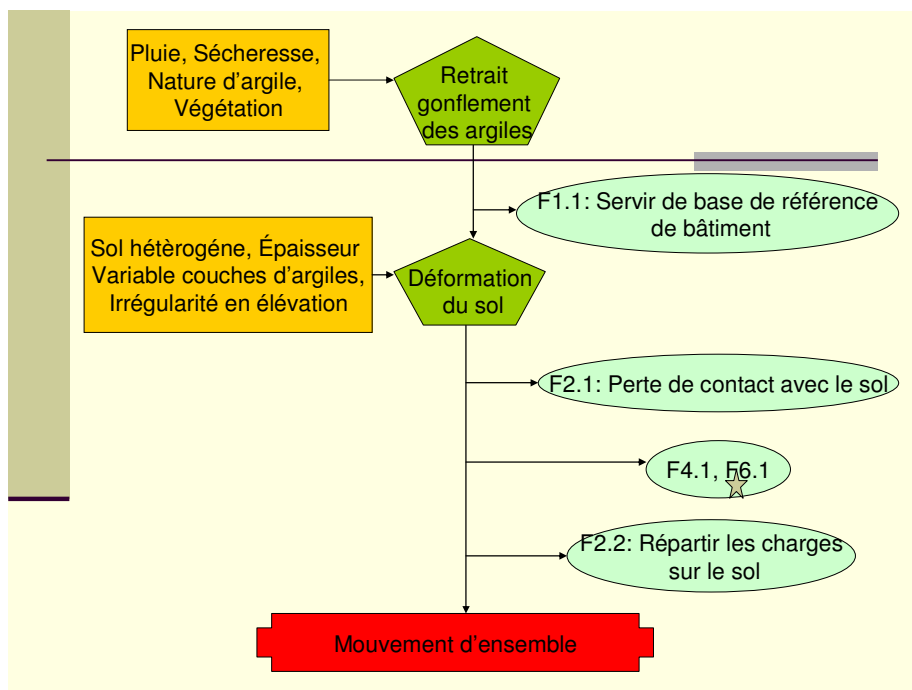 Pluie, Sécheresse,
Nature d'argile,
Végétation
Retrait
gonflement
des argiles
F1.1: Servir de base de référence
de bâtiment
Sol hétèrogéne, Épaisseur
Variable couches d'argiles,
Irrégularité en élévation
Déformation
du sol
F2.1: Perte de contact avec le sol
F4.1, F6.1
F2.2: Répartir les charges
sur le sol
Mouvement d'ensemble